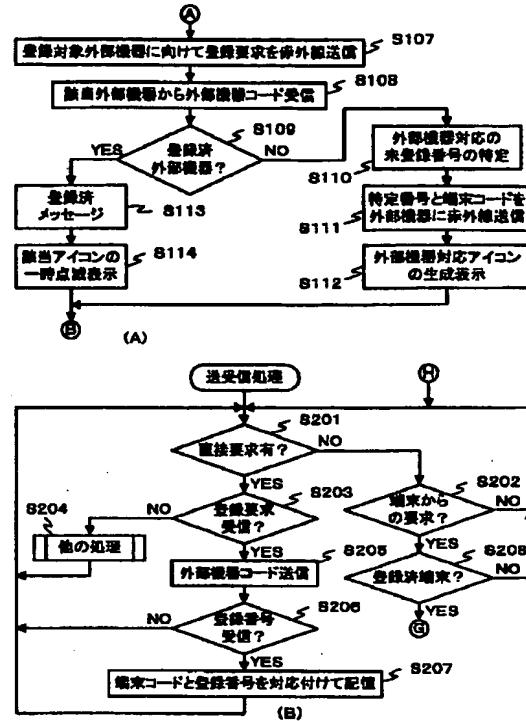 A
登録対象外部機器に向けて登録要求を赤外線送信
S107
該当外部機器から外部機器コード受信
S108
登録済
外部機器？
S109
YES
NO
外部機器対応の
未登録番号の特定
S110
登録済
メッセージ
S113
特定番号と端末コードを
外部機器に赤外線送信
S111
該当アイコンの
一時点滅表示
S114
外部機器対応アイコン
の生成表示
S112
B
(A)
送受信処理
H
直接要求有？
S201
NO
YES
S202
端末から
の要求？
NO
YES
登録要求
受信？
S203
NO
YES
S204
他の処理
外部機器コード送信
S205
登録済端末？
S208
NO
YES
G
登録番号
受信？
S206
NO
YES
端末コードと登録番号を対応付けて記憶
S207
(B)